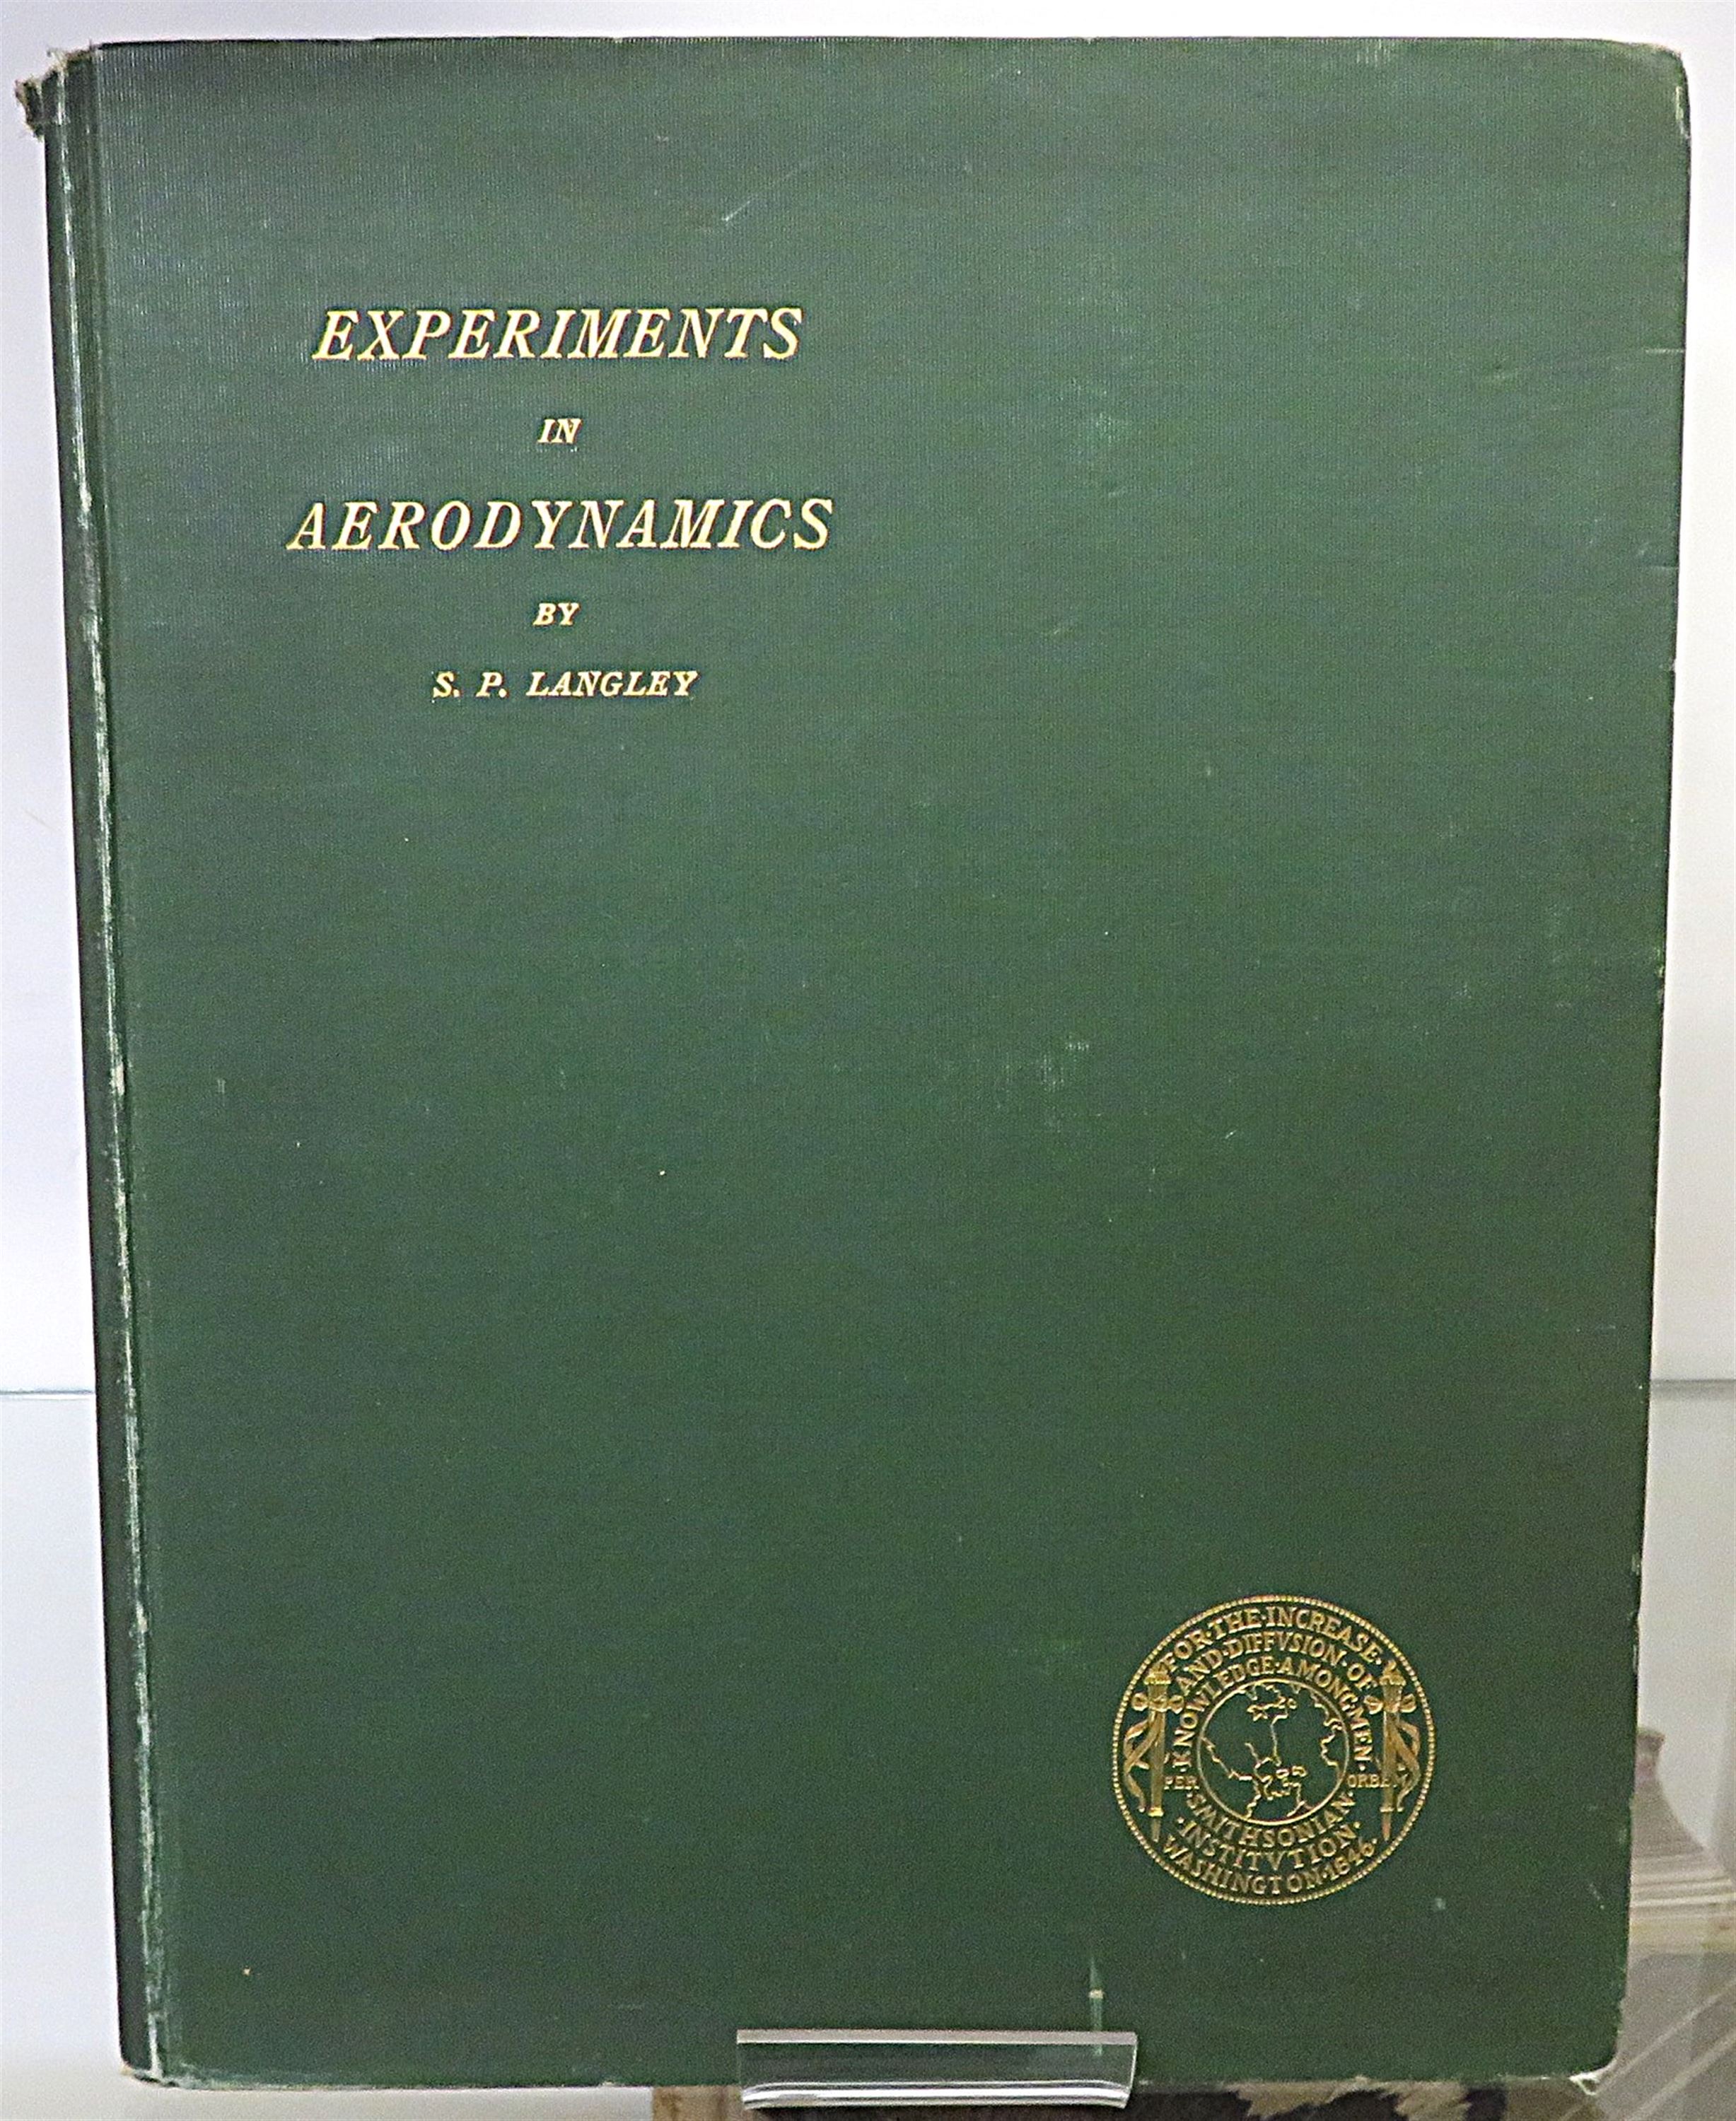 EXPERIMENTS
IN
AERODYNAMICS
BY
S. P. LANGLEY
FOR·THE·INCREASE·
AND·DIFFVSION·OF
·KNOWLEDGE·AMONG·MEN·
PER ORBEM
·SMITHSONIAN·
·INSTITVTION·
WASHINGTON·1846·